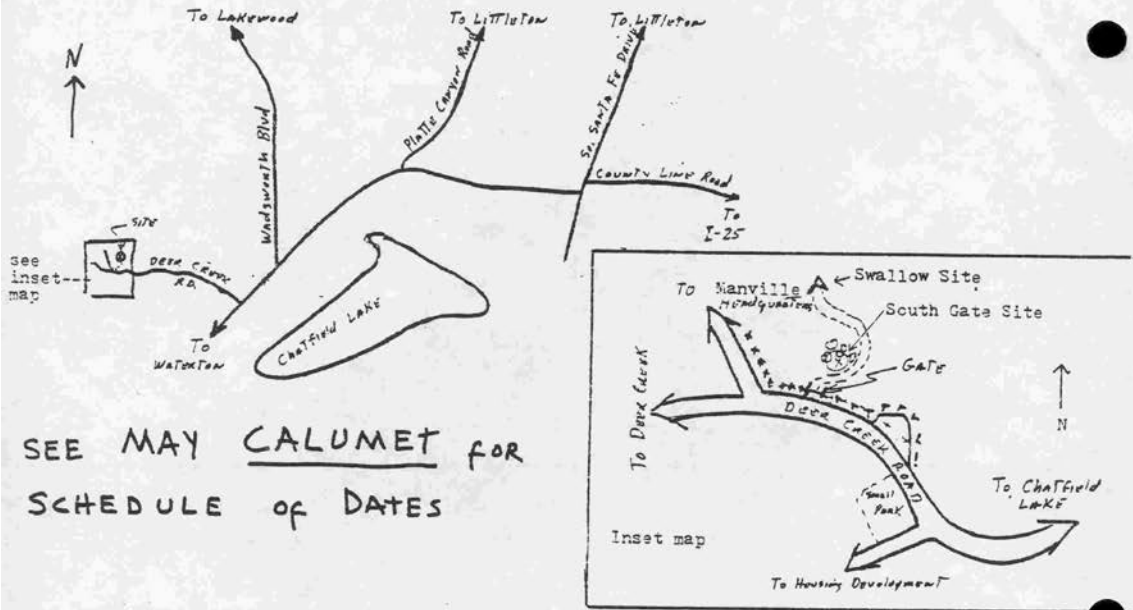 To Lakewood
To LITTLETON
To LITTLETON
N
Wadsworth Blvd
Platte Canyon Road
So. SANTA FE DRIVE
COUNTY LINE ROAD
To
I-25
SITE
see
inset
map
DEER CREEK
RD.
To
WATERTON
CHATFIELD LAKE
SEE MAY CALUMET for
SCHEDULE of DATES
To Manville
HEADQUARTERS
Swallow Site
South Gate Site
GATE
To DEER CREEK
DEER CREEK ROAD
N
Small
Park
To CHATFIELD
LAKE
Inset map
To Housing Development